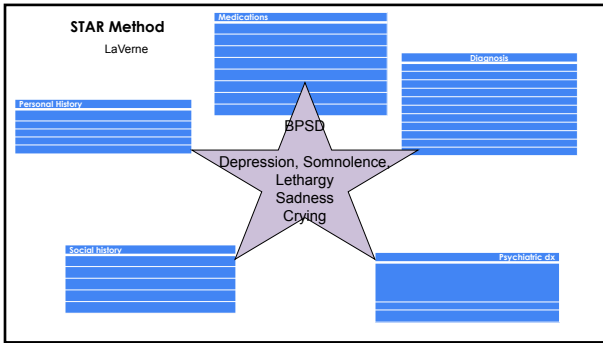 STAR Method
LaVerne
Medications
Diagnosis
Personal History
BPSD
Depression, Somnolence,
Lethargy
Sadness
Crying
Social history
Psychiatric dx